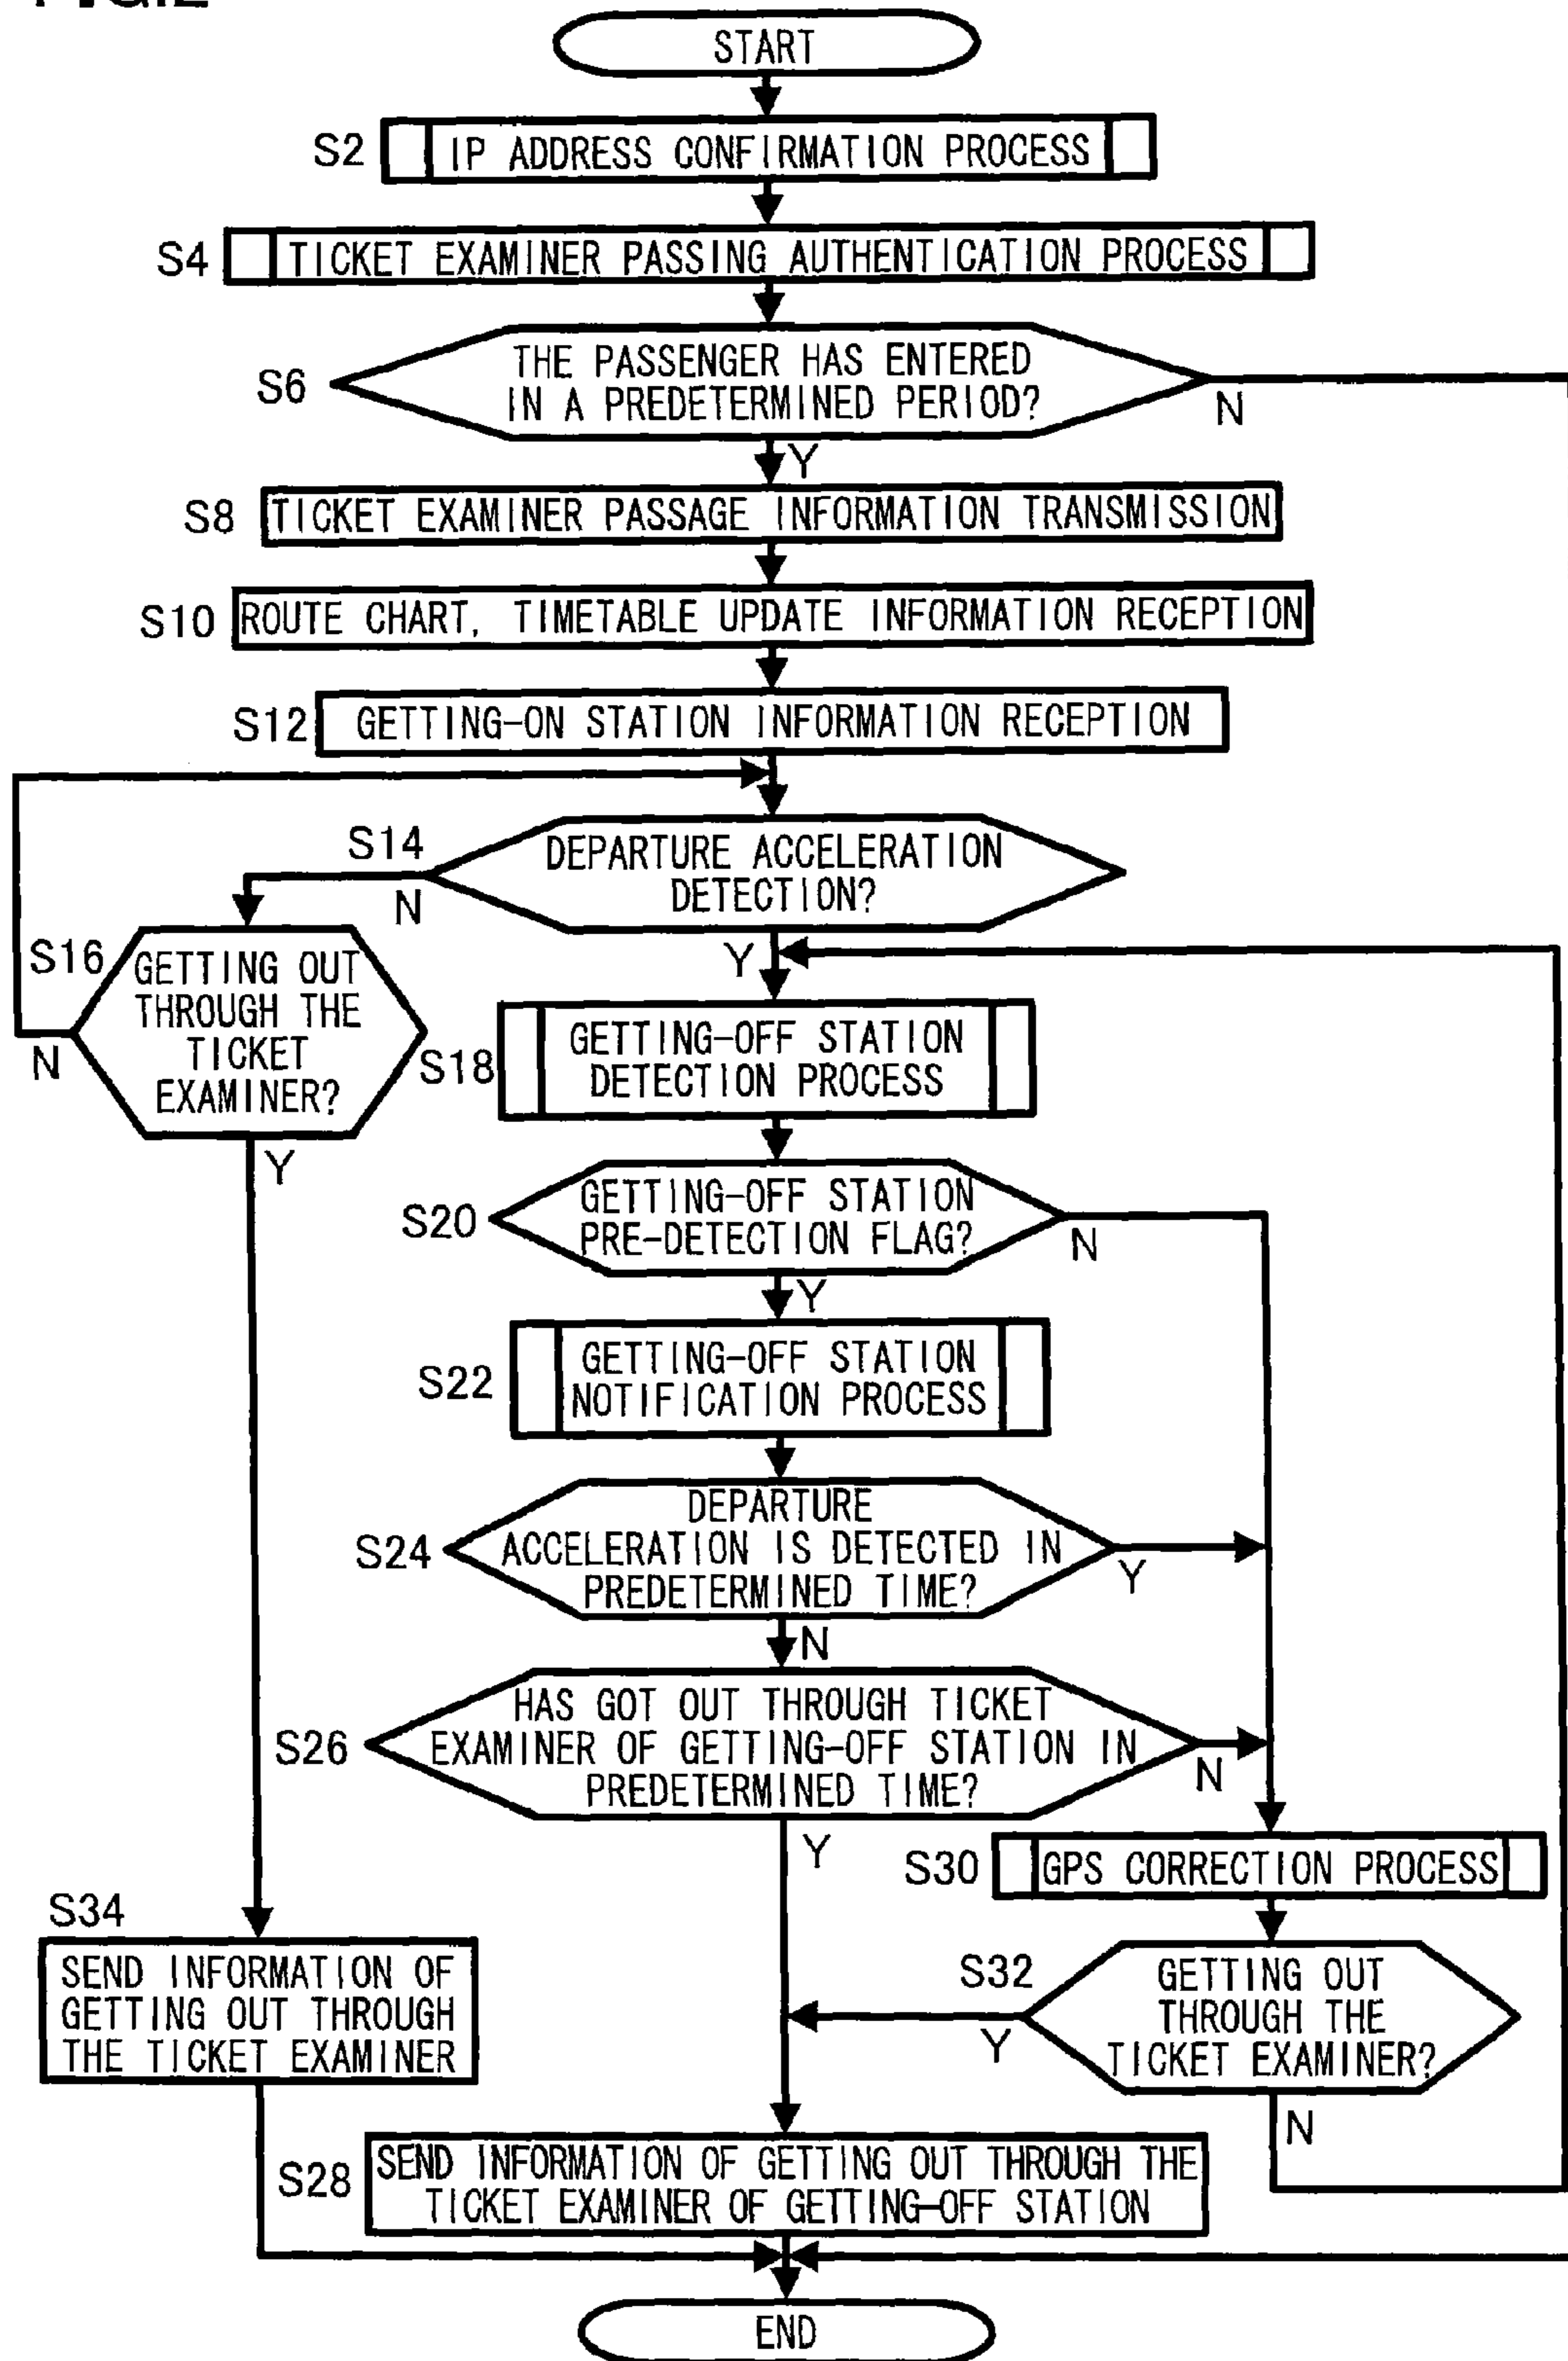 START
S2
IP ADDRESS CONFIRMATION PROCESS
S4
TICKET EXAMINER PASSING AUTHENTICATION PROCESS
S6
THE PASSENGER HAS ENTERED
IN A PREDETERMINED PERIOD?
N
Y
S8
TICKET EXAMINER PASSAGE INFORMATION TRANSMISSION
S10
ROUTE CHART, TIMETABLE UPDATE INFORMATION RECEPTION
S12
GETTING-ON STATION INFORMATION RECEPTION
S14
DEPARTURE ACCELERATION
DETECTION?
N
Y
S16
GETTING OUT
THROUGH THE
TICKET
EXAMINER?
N
Y
S18
GETTING-OFF STATION
DETECTION PROCESS
S20
GETTING-OFF STATION
PRE-DETECTION FLAG?
N
Y
S22
GETTING-OFF STATION
NOTIFICATION PROCESS
S24
DEPARTURE
ACCELERATION IS DETECTED IN
PREDETERMINED TIME?
Y
N
S26
HAS GOT OUT THROUGH TICKET
EXAMINER OF GETTING-OFF STATION IN
PREDETERMINED TIME?
N
Y
S30
GPS CORRECTION PROCESS
S34
SEND INFORMATION OF
GETTING OUT THROUGH
THE TICKET EXAMINER
S32
GETTING OUT
THROUGH THE
TICKET EXAMINER?
Y
N
S28
SEND INFORMATION OF GETTING OUT THROUGH THE
TICKET EXAMINER OF GETTING-OFF STATION
END